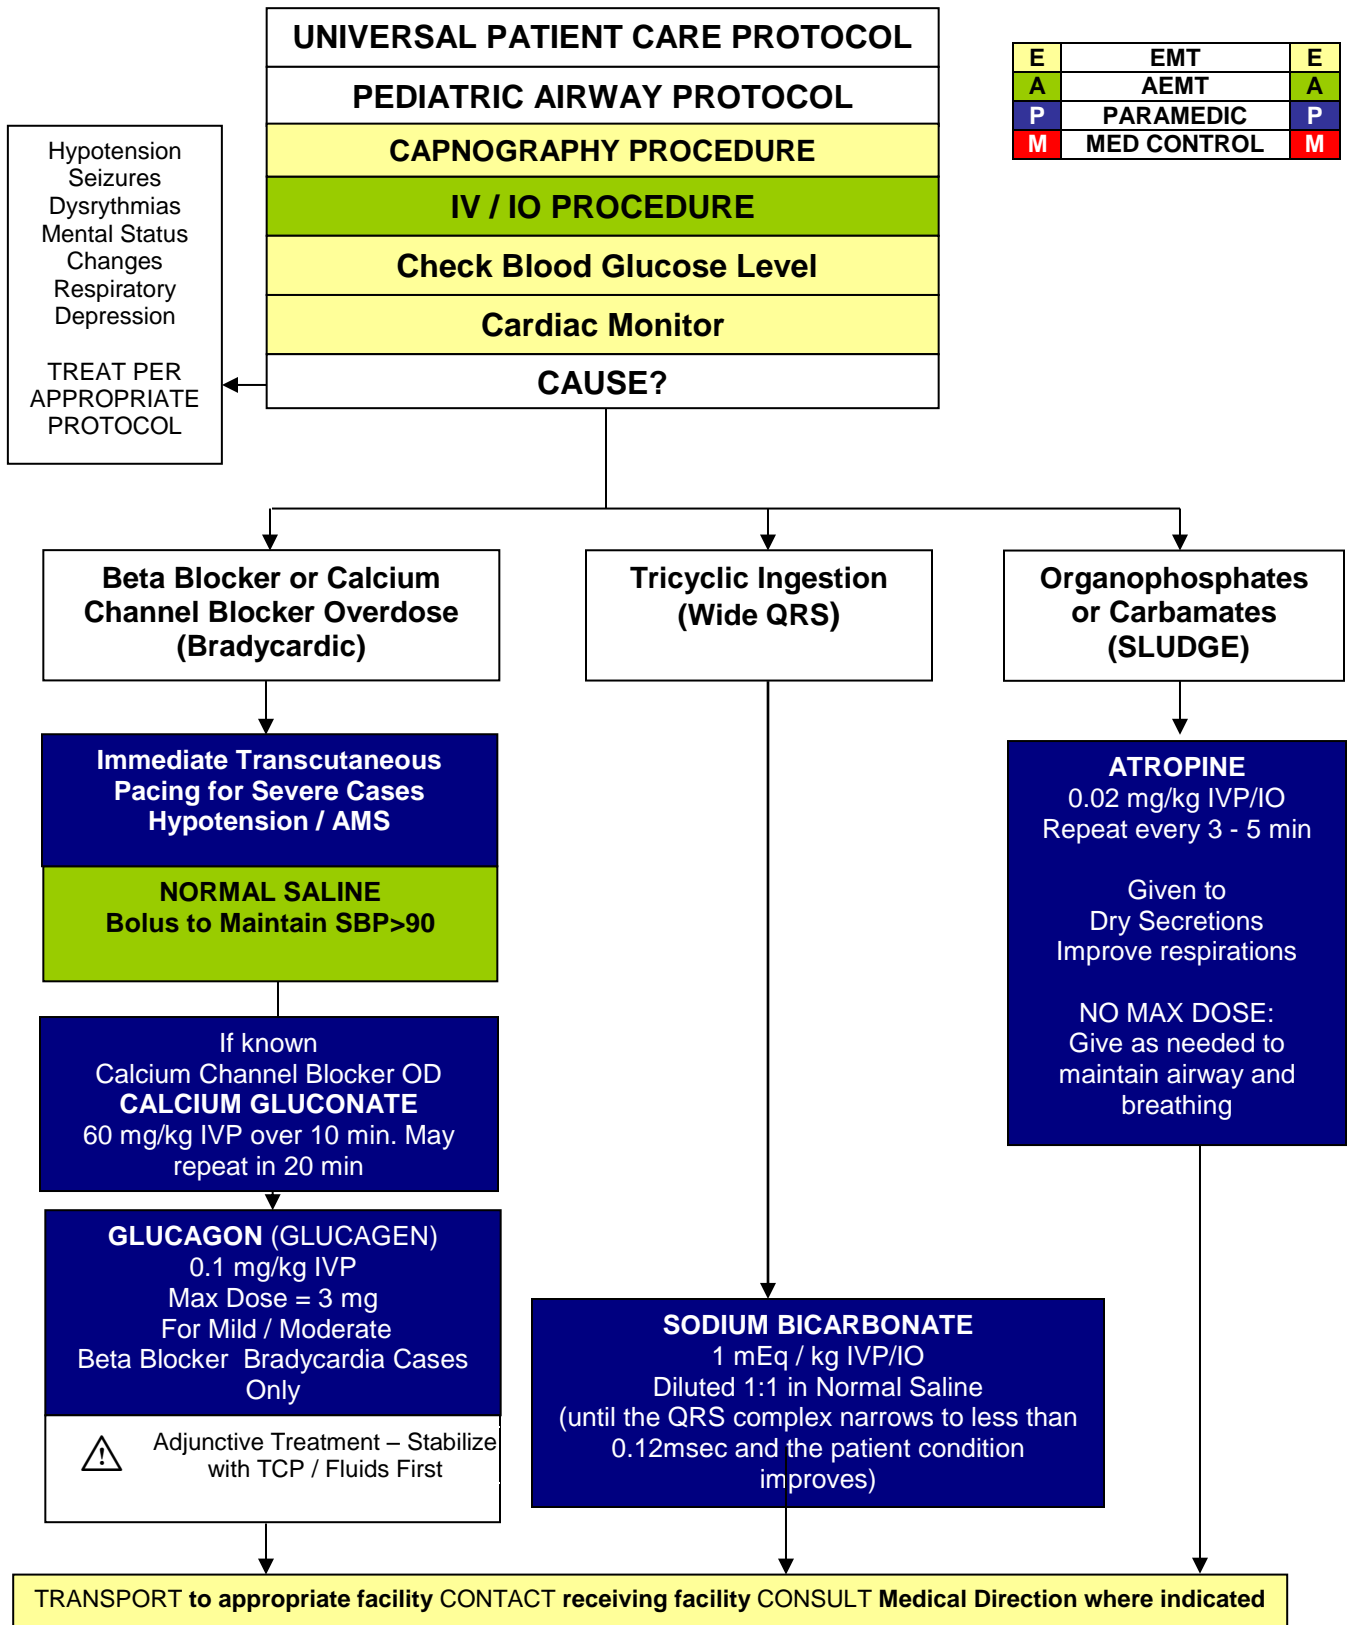 UNIVERSAL PATIENT CARE PROTOCOL
PEDIATRIC AIRWAY PROTOCOL
CAPNOGRAPHY PROCEDURE
IV / IO PROCEDURE
Check Blood Glucose Level
Cardiac Monitor
CAUSE?
E EMT E
A AEMT A
P PARAMEDIC P
M MED CONTROL M
Hypotension
Seizures
Dysrythmias
Mental Status
Changes
Respiratory
Depression
TREAT PER
APPROPRIATE
PROTOCOL
Beta Blocker or Calcium
Channel Blocker Overdose
(Bradycardic)
Immediate Transcutaneous
Pacing for Severe Cases
Hypotension / AMS
NORMAL SALINE
Bolus to Maintain SBP>90
If known
Calcium Channel Blocker OD
CALCIUM GLUCONATE
60 mg/kg IVP over 10 min. May
repeat in 20 min
GLUCAGON (GLUCAGEN)
0.1 mg/kg IVP
Max Dose = 3 mg
For Mild / Moderate
Beta Blocker Bradycardia Cases
Only
Adjunctive Treatment – Stabilize
with TCP / Fluids First
Tricyclic Ingestion
(Wide QRS)
SODIUM BICARBONATE
1 mEq / kg IVP/IO
Diluted 1:1 in Normal Saline
(until the QRS complex narrows to less than
0.12msec and the patient condition
improves)
Organophosphates
or Carbamates
(SLUDGE)
ATROPINE
0.02 mg/kg IVP/IO
Repeat every 3 - 5 min
Given to
Dry Secretions
Improve respirations
NO MAX DOSE:
Give as needed to
maintain airway and
breathing
TRANSPORT to appropriate facility CONTACT receiving facility CONSULT Medical Direction where indicated